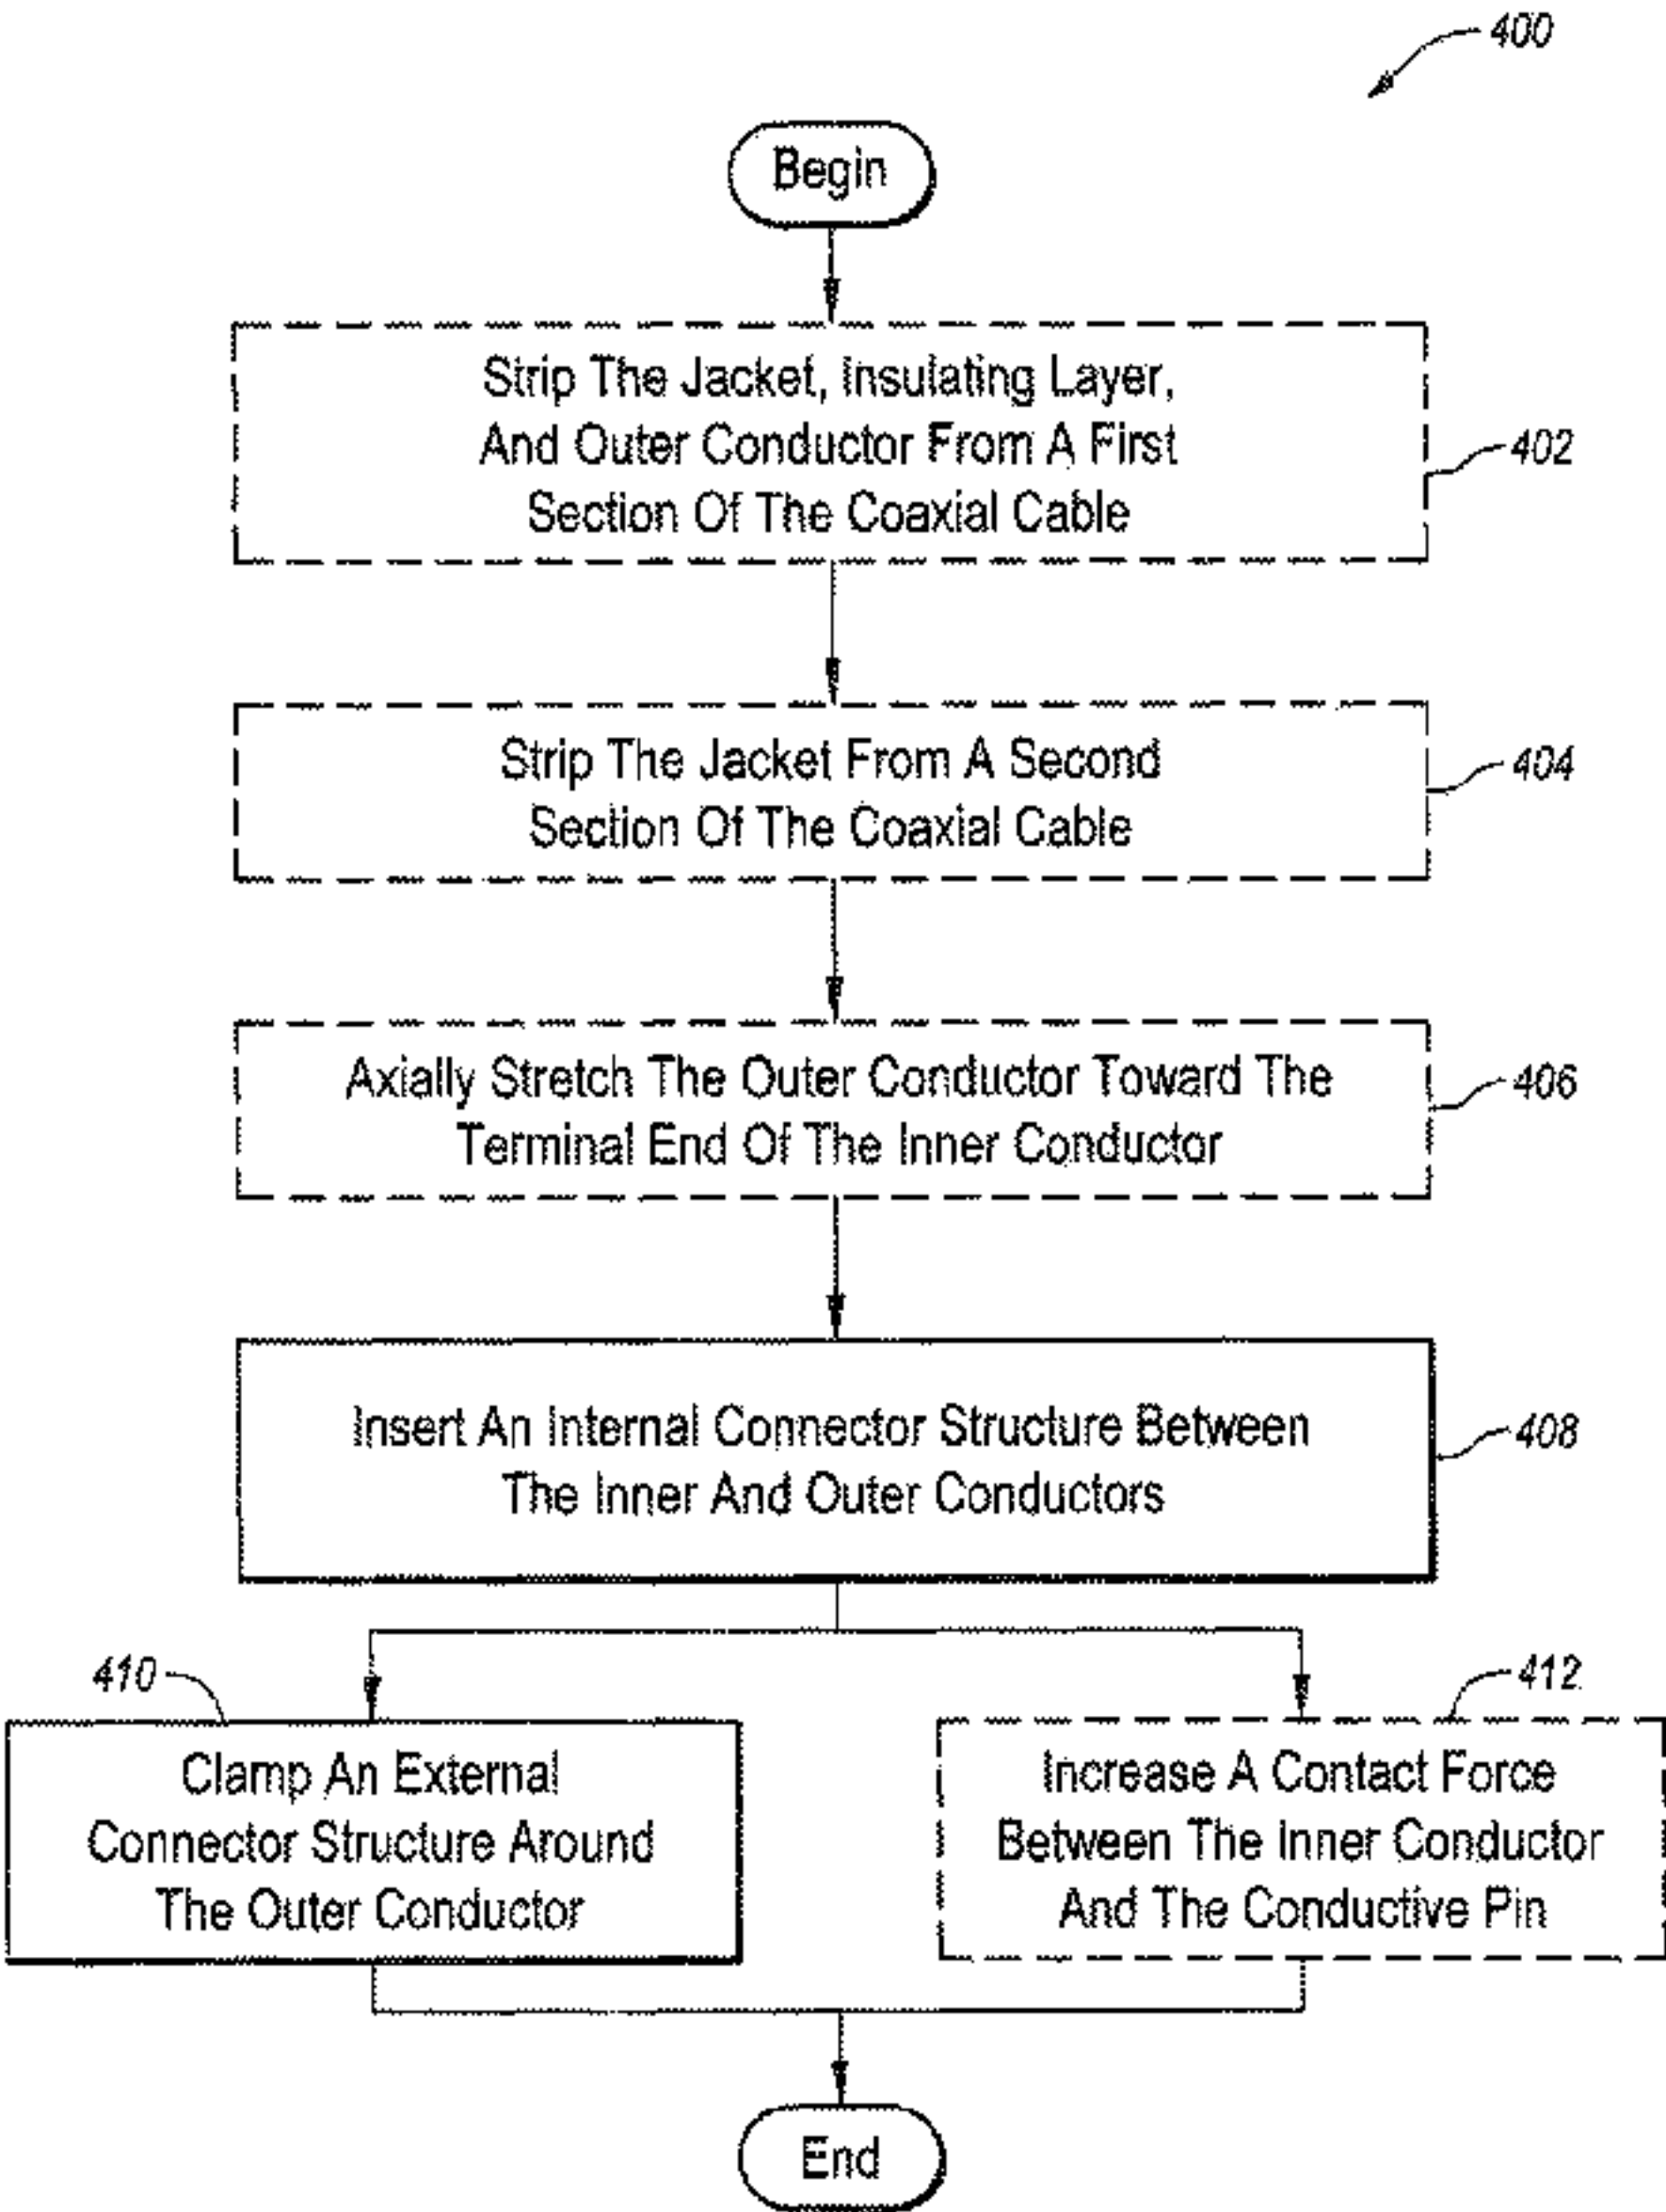 400
Begin
Strip The Jacket, Insulating Layer,
And Outer Conductor From A First
Section Of The Coaxial Cable
402
Strip The Jacket From A Second
Section Of The Coaxial Cable
404
Axially Stretch The Outer Conductor Toward The
Terminal End Of The Inner Conductor
406
Insert An Internal Connector Structure Between
The Inner And Outer Conductors
408
410
Clamp An External
Connector Structure Around
The Outer Conductor
412
Increase A Contact Force
Between The Inner Conductor
And The Conductive Pin
End